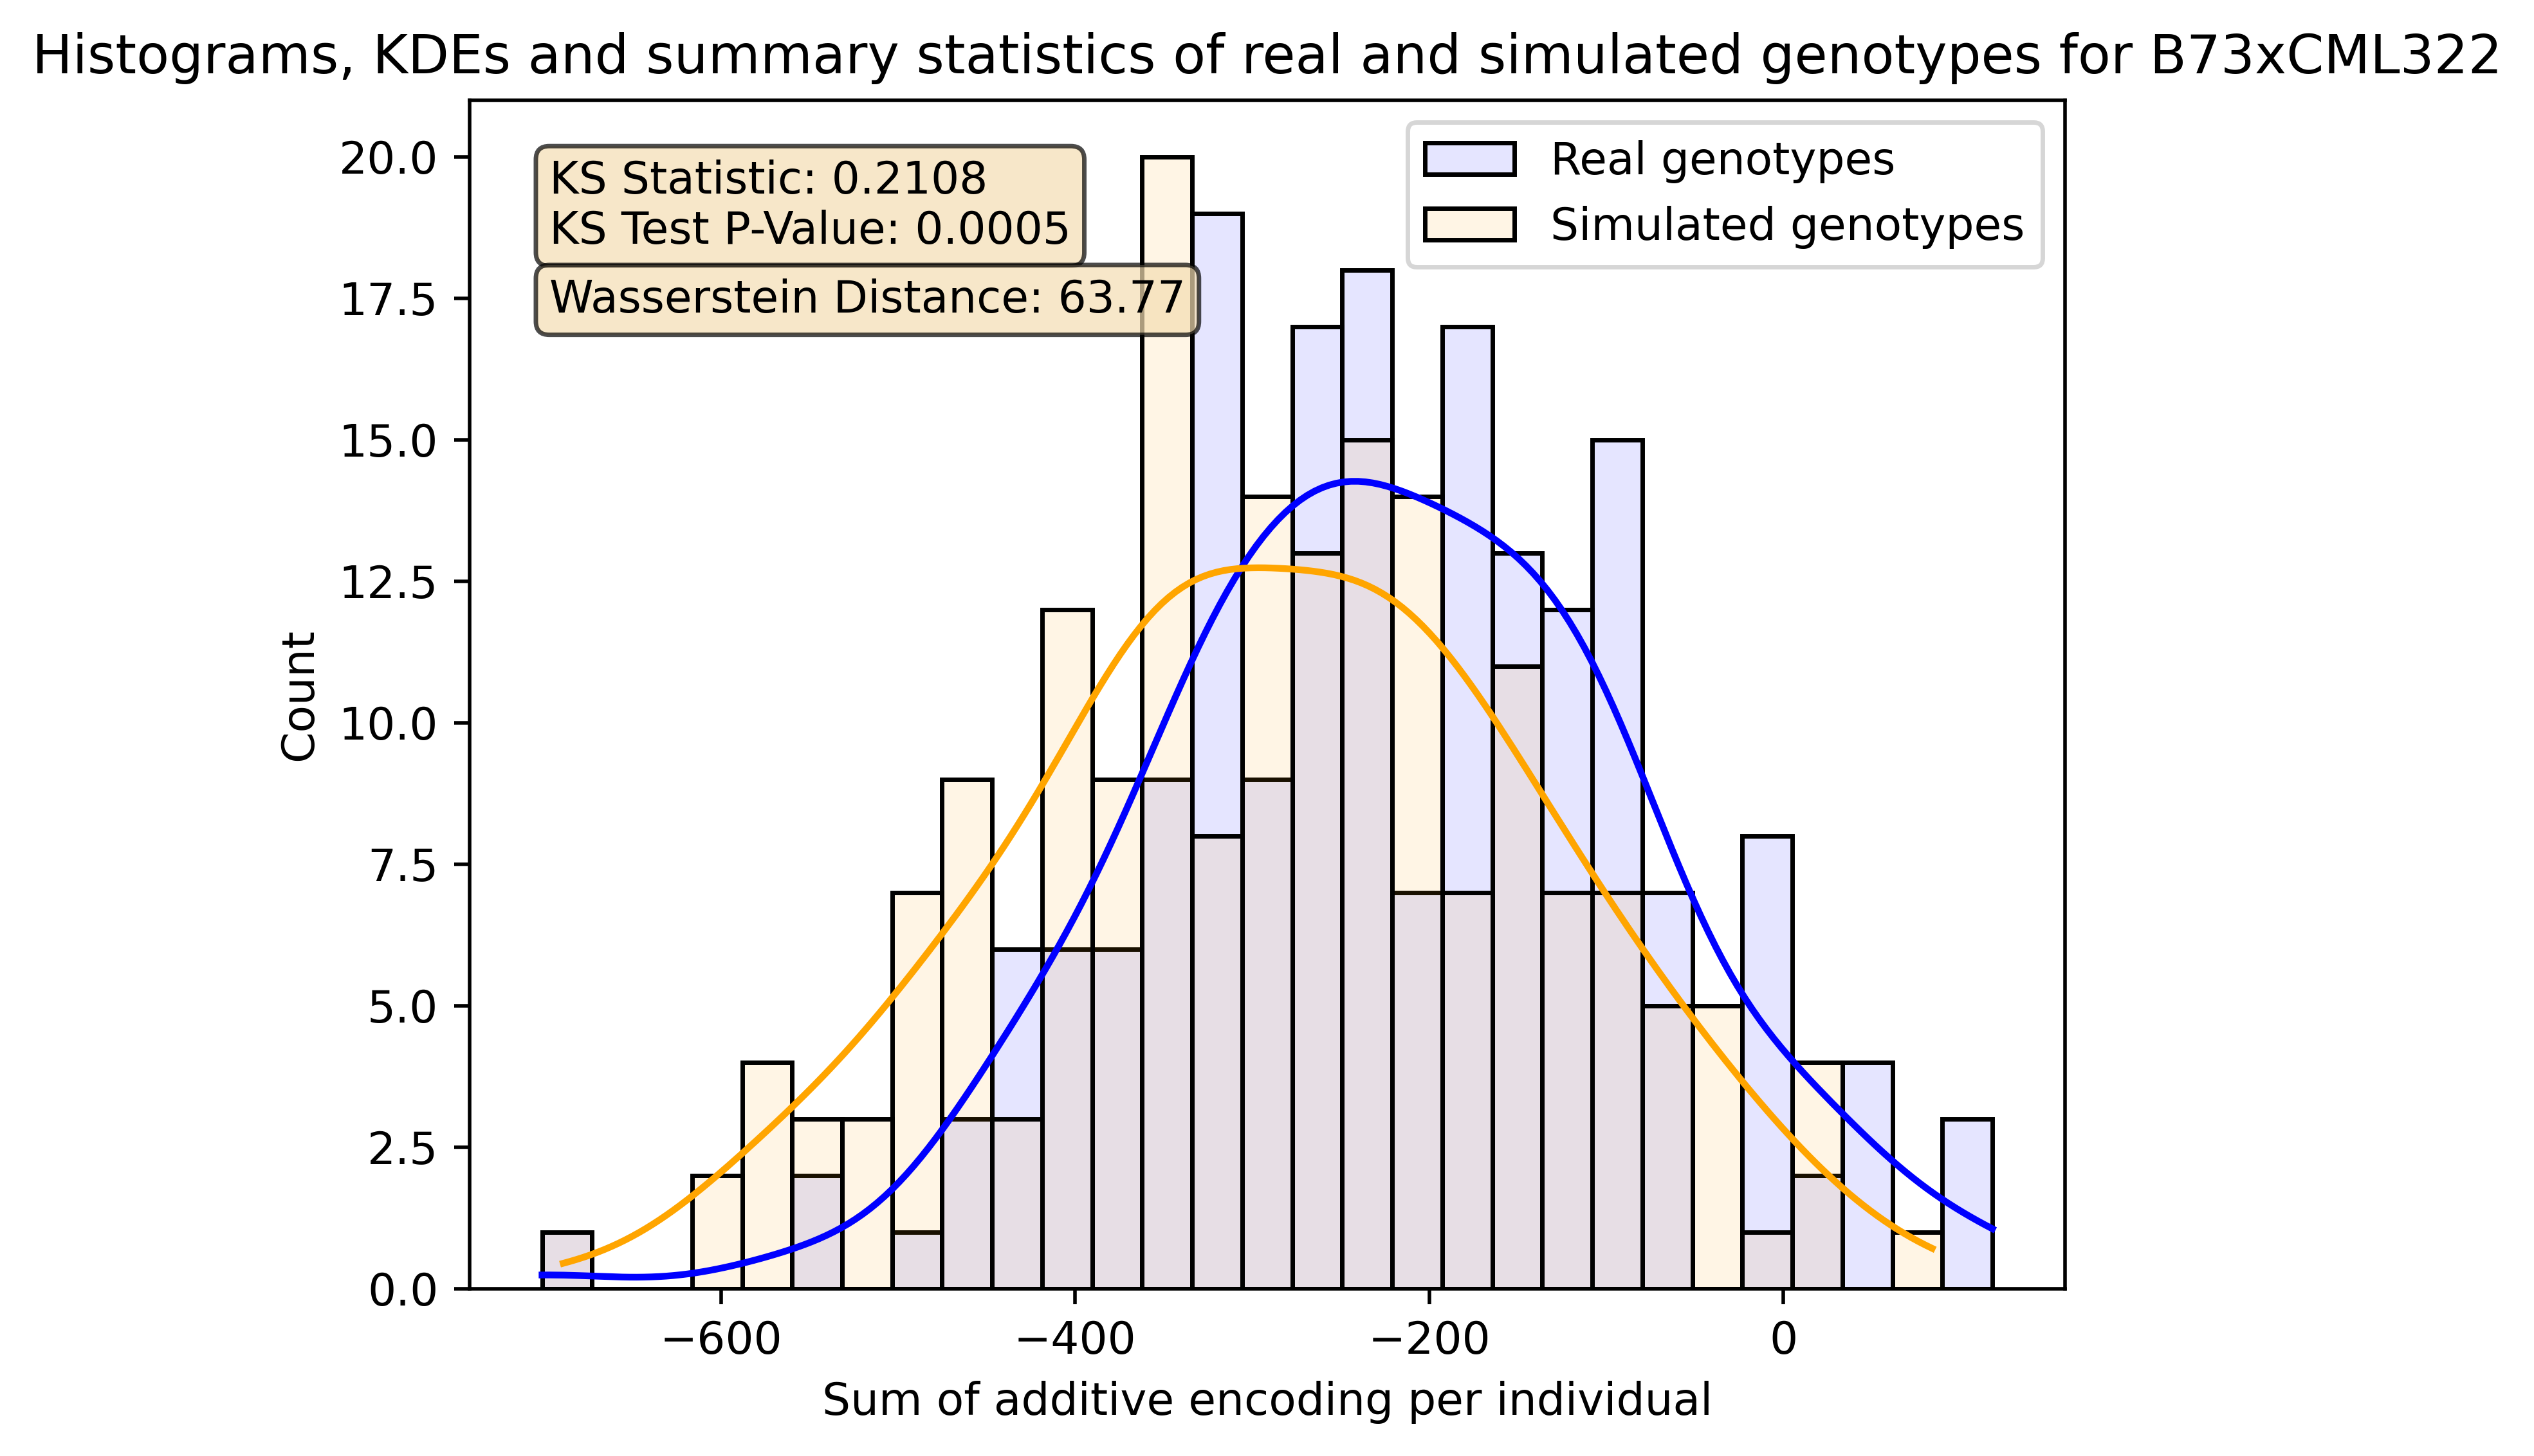 Histograms, KDEs and summary statistics of real and simulated genotypes for B73xCML322
KS Statistic: 0.2108
KS Test P-Value: 0.0005
Wasserstein Distance: 63.77
Real genotypes
Simulated genotypes
Count
20.0
17.5
15.0
12.5
10.0
7.5
5.0
2.5
0.0
−600
−400
−200
0
Sum of additive encoding per individual